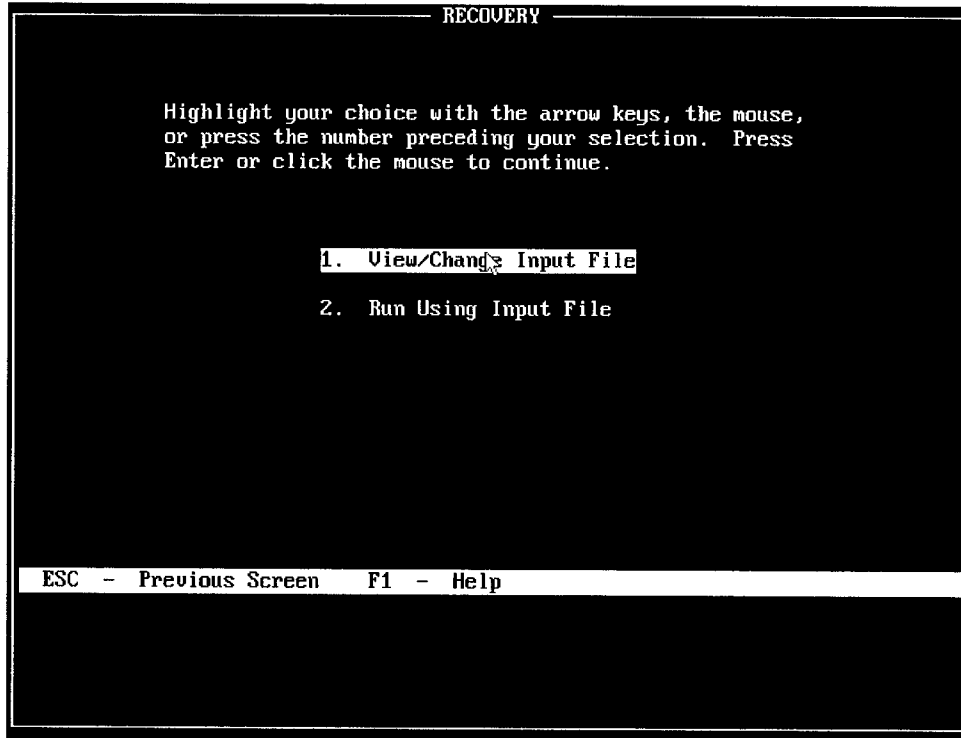 RECOVERY
Highlight your choice with the arrow keys, the mouse,
or press the number preceding your selection.  Press
Enter or click the mouse to continue.
1.  View/Change Input File
2.  Run Using Input File
ESC  -  Previous Screen    F1  -  Help